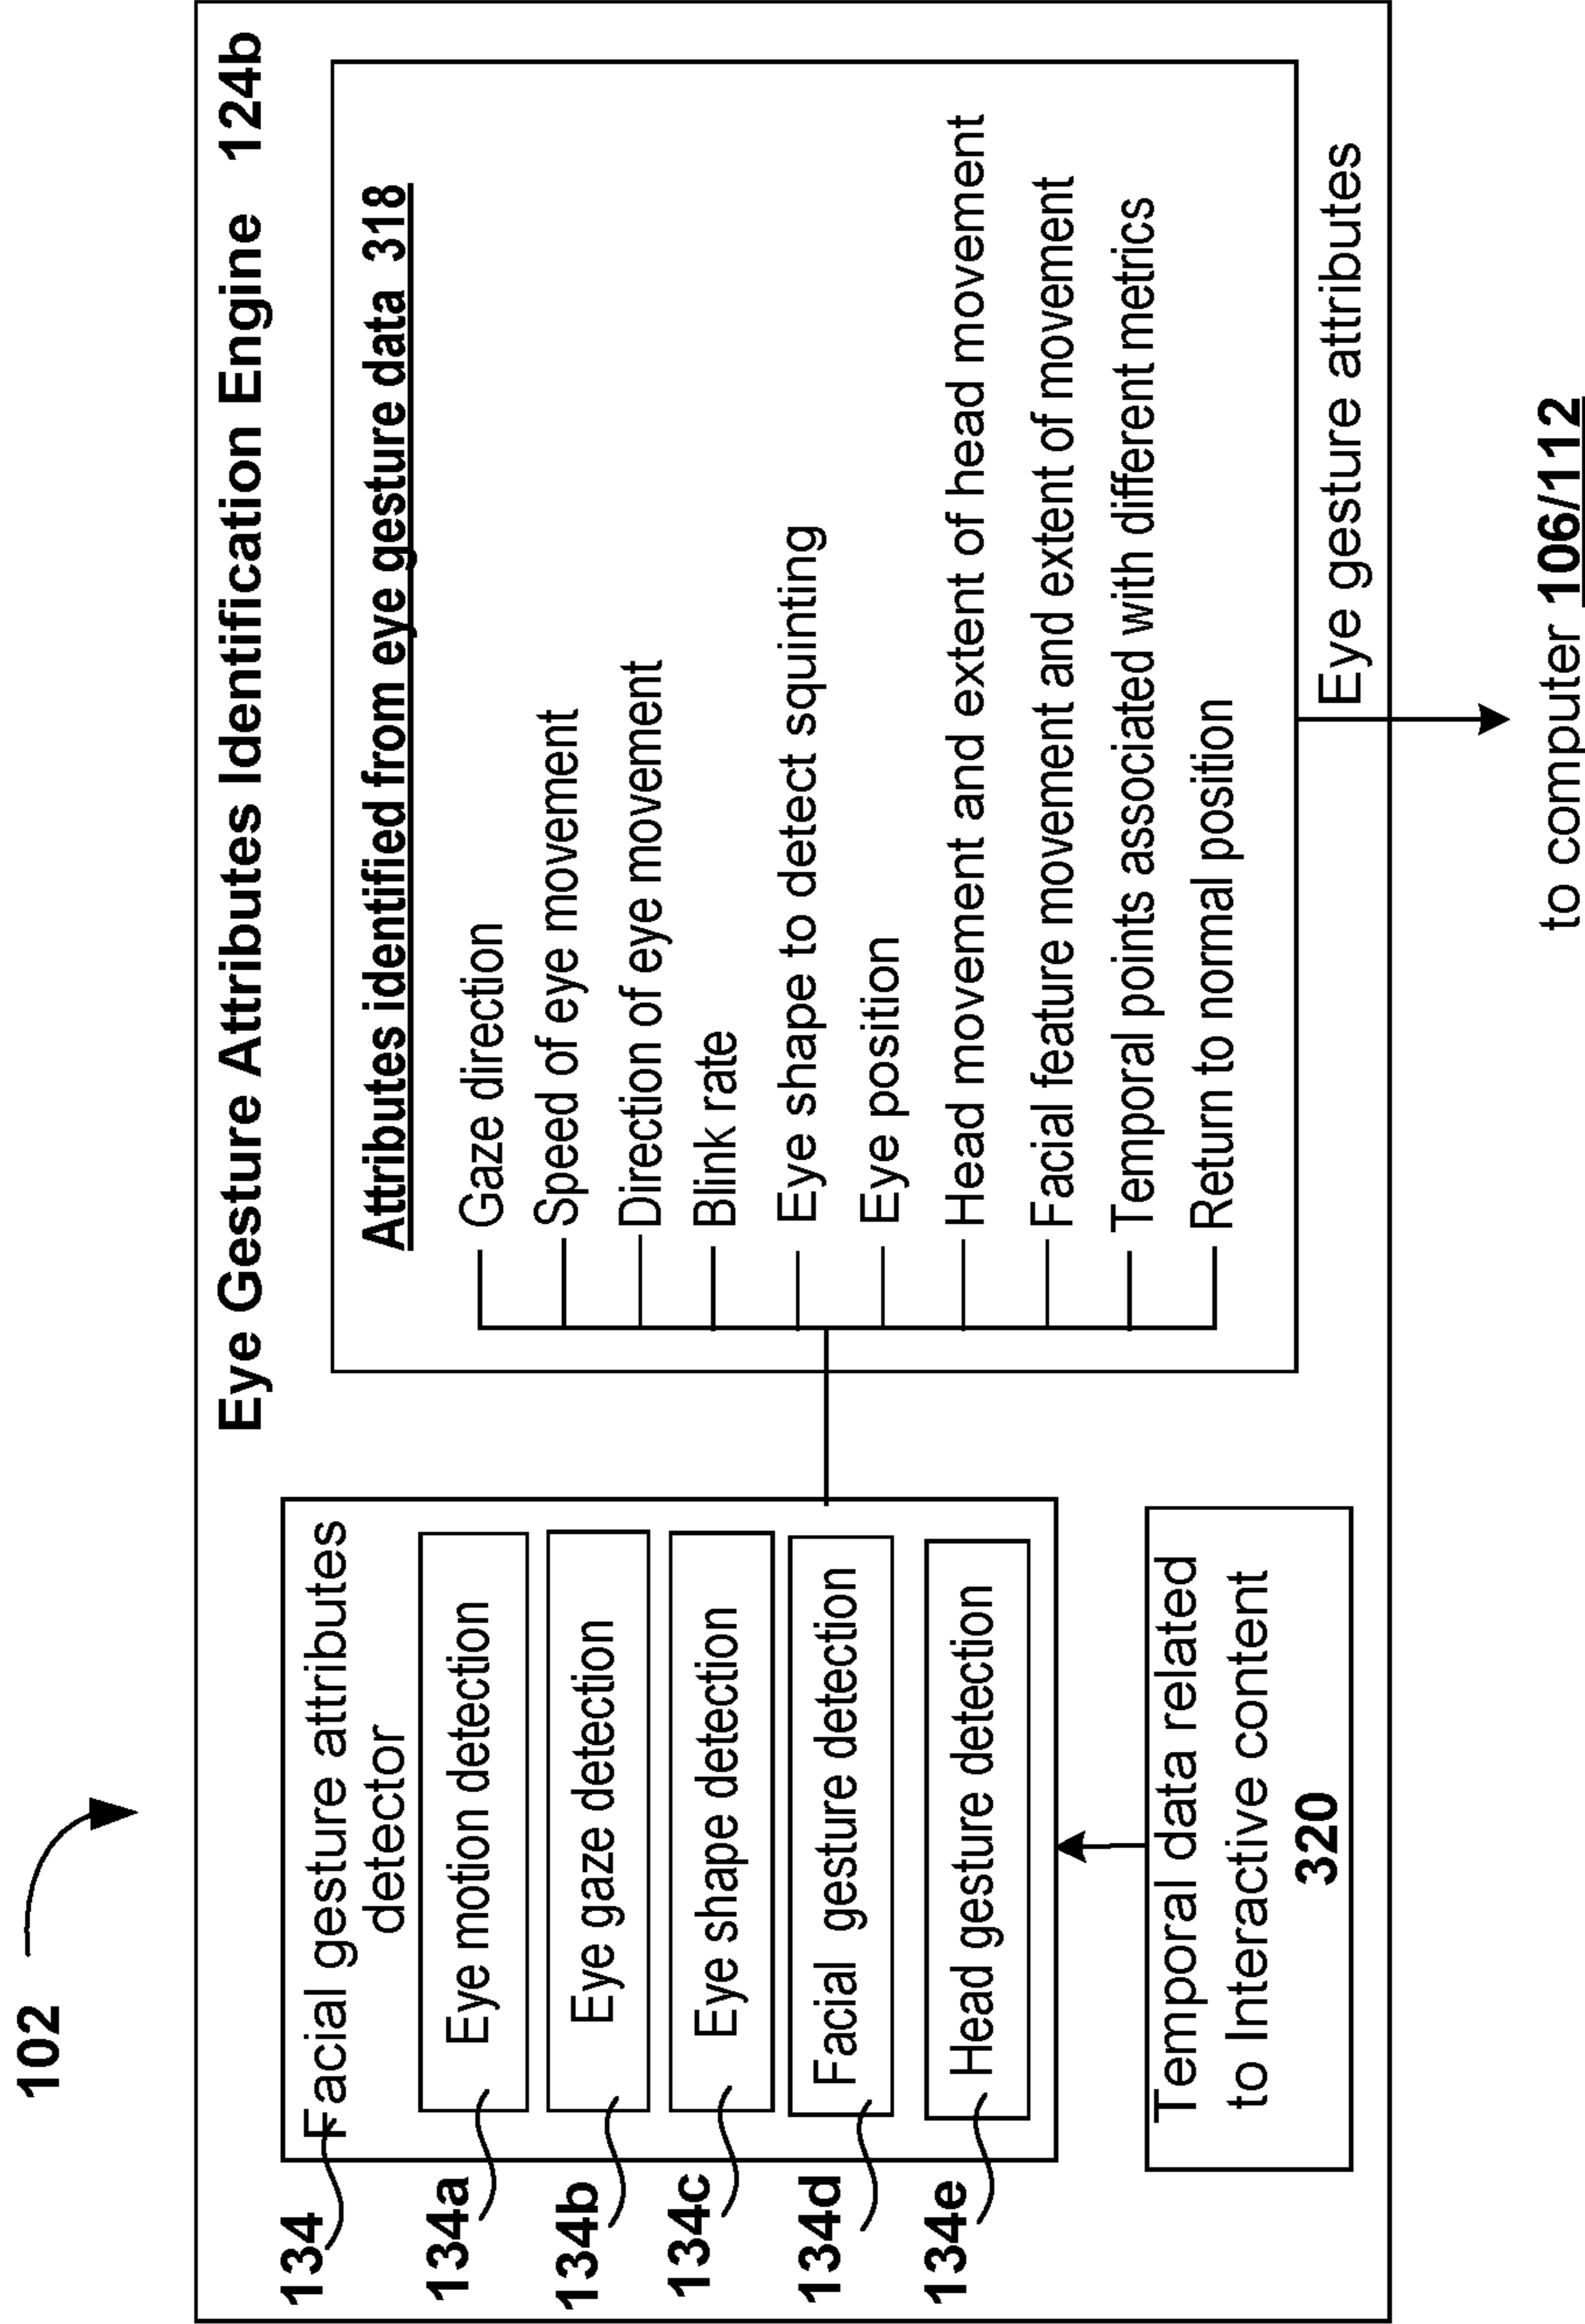 102
Eye Gesture Attributes Identification Engine 124b
134
Facial gesture attributes
detector
134a
Eye motion detection
134b
Eye gaze detection
134c
Eye shape detection
134d
Facial gesture detection
134e
Head gesture detection
Temporal data related
to Interactive content
320
Attributes identified from eye gesture data 318
Gaze direction
Speed of eye movement
Direction of eye movement
Blink rate
Eye shape to detect squinting
Eye position
Head movement and extent of head movement
Facial feature movement and extent of movement
Temporal points associated with different metrics
Return to normal position
Eye gesture attributes
to computer 106/112